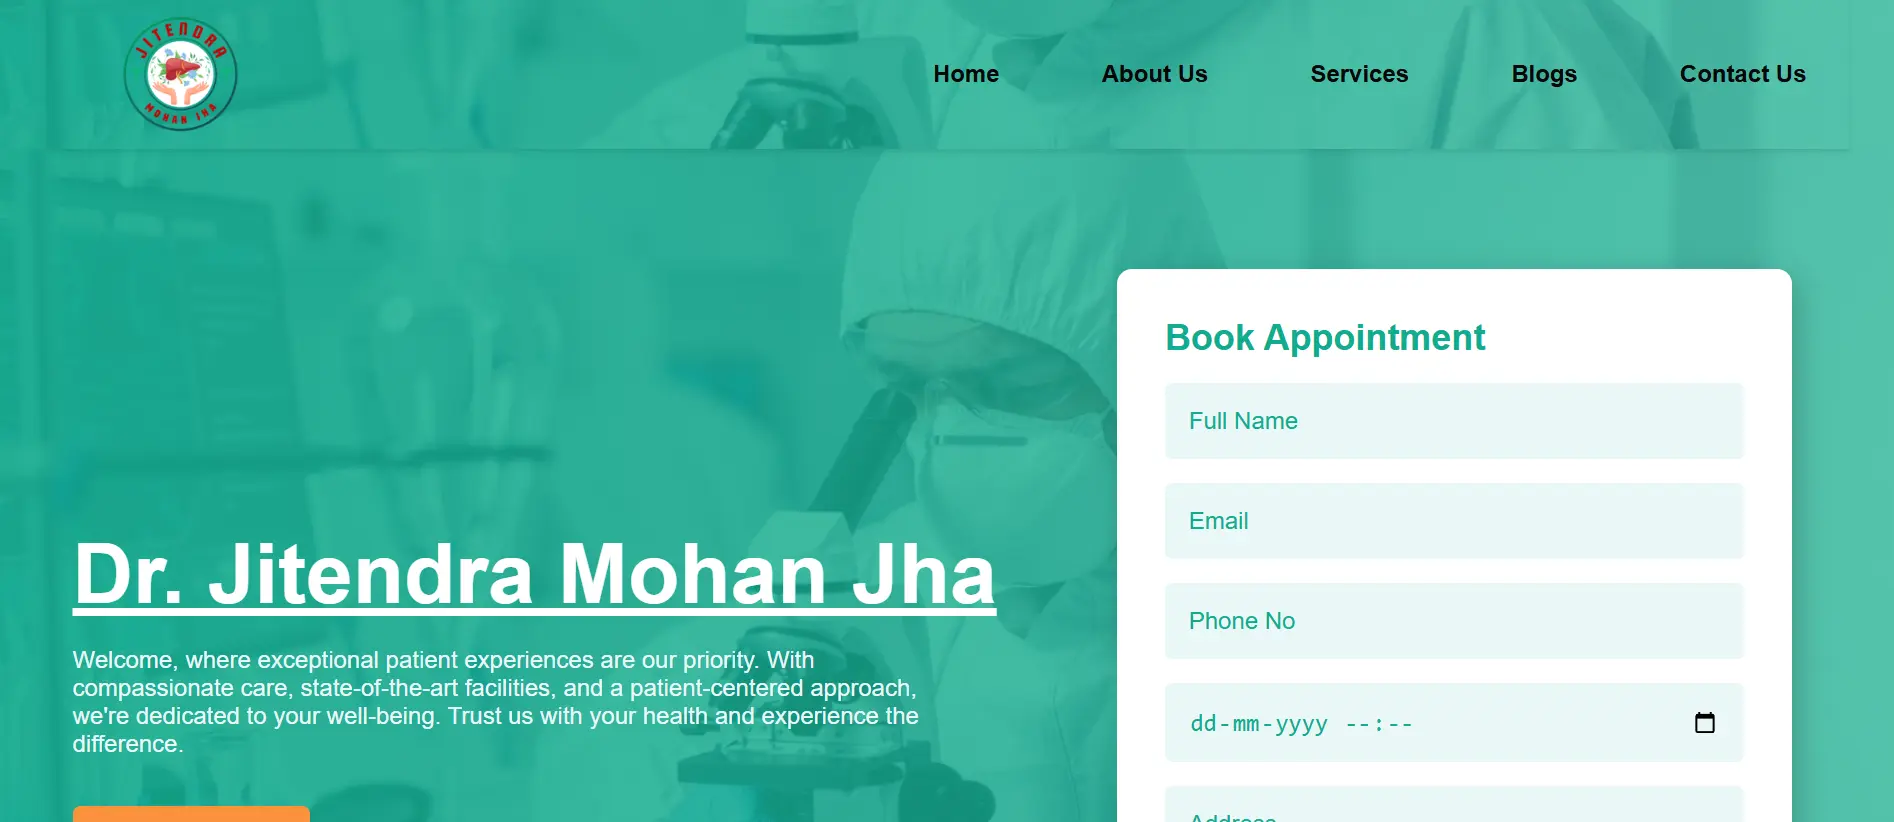 JITENDRA
MOHAN JHA
Home
About Us
Services
Blogs
Contact Us
Dr. Jitendra Mohan Jha
Welcome, where exceptional patient experiences are our priority. With
compassionate care, state-of-the-art facilities, and a patient-centered approach,
we're dedicated to your well-being. Trust us with your health and experience the
difference.
Book Appointment
Full Name
Email
Phone No
dd-mm-yyyy --:--
Address